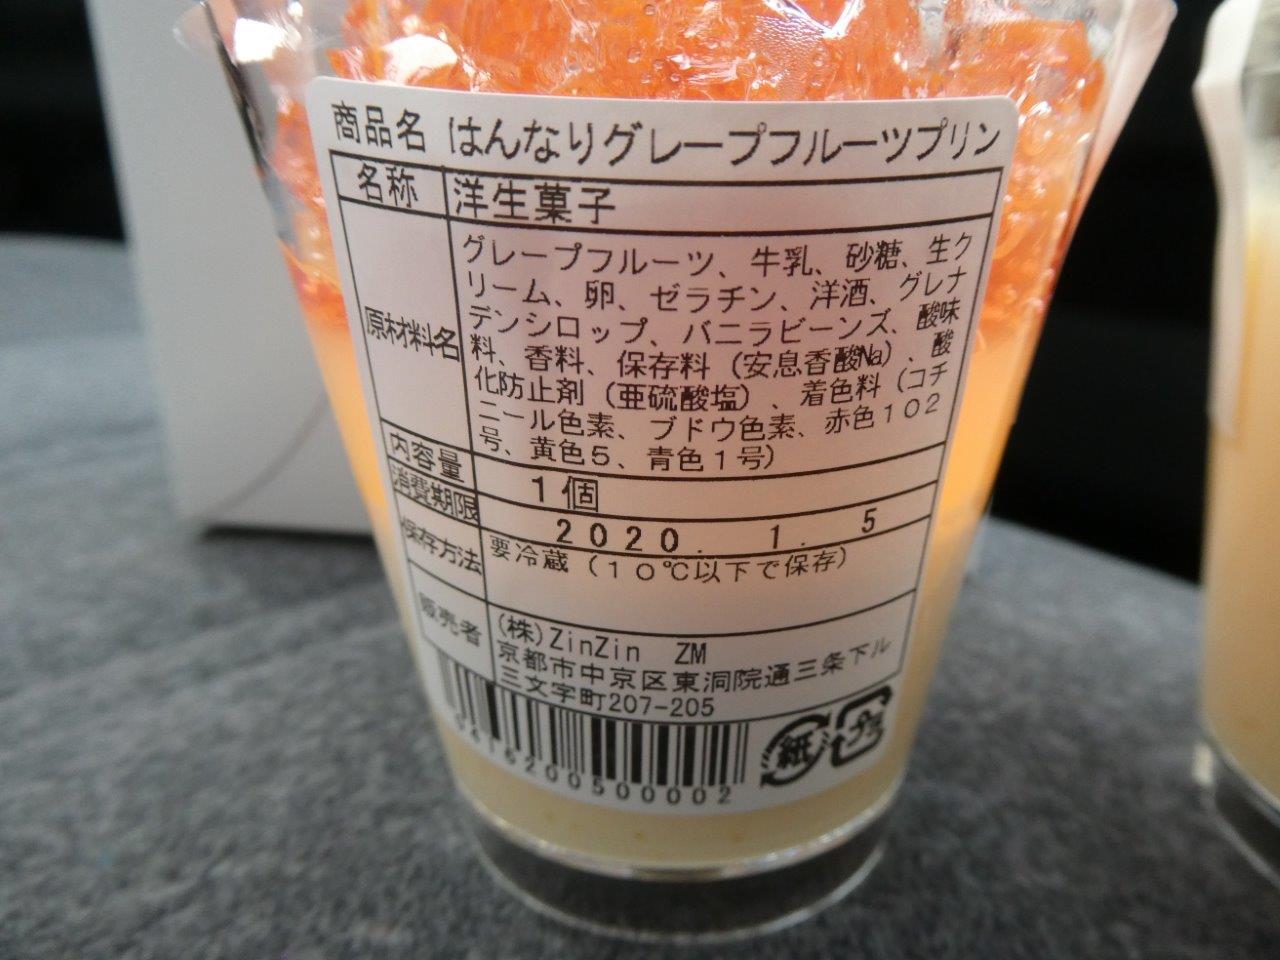 商品名 はんなりグレープフルーツプリン
名称 洋生菓子
原材料名 グレープフルーツ、牛乳、砂糖、生ク
リーム、卵、ゼラチン、洋酒、グレナ
デンシロップ、バニラビーンズ、酸味
料、香料、保存料（安息香酸Na）、酸
化防止剤（亜硫酸塩）、着色料（コチ
ニール色素、ブドウ色素、赤色102
号、黄色5、青色1号）
内容量 1個
消費期限 2020. 1. 5
保存方法 要冷蔵（10℃以下で保存）
販売者 (株)ZinZin ZM
京都市中京区東洞院通三条下ル
三文字町207-205
紙 プラ